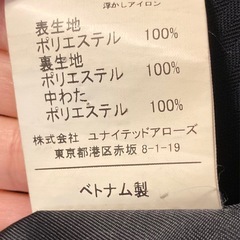 浮かしアイロン
表生地
ポリエステル 100%
裏生地
ポリエステル 100%
中わた
ポリエステル 100%
株式会社 ユナイテッドアローズ
東京都港区赤坂 8-1-19
ベトナム製